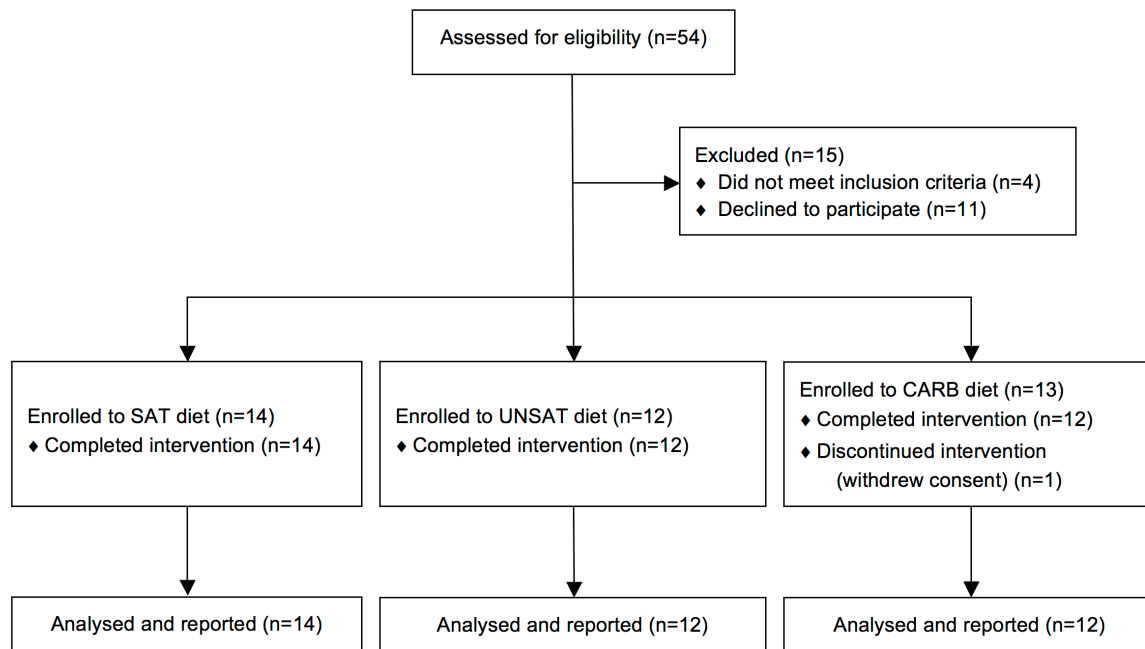 Assessed for eligibility (n=54)
Excluded (n=15)
♦ Did not meet inclusion criteria (n=4)
♦ Declined to participate (n=11)
Enrolled to SAT diet (n=14)
♦ Completed intervention (n=14)
Enrolled to UNSAT diet (n=12)
♦ Completed intervention (n=12)
Enrolled to CARB diet (n=13)
♦ Completed intervention (n=12)
♦ Discontinued intervention
(withdrew consent) (n=1)
Analysed and reported (n=14)
Analysed and reported (n=12)
Analysed and reported (n=12)